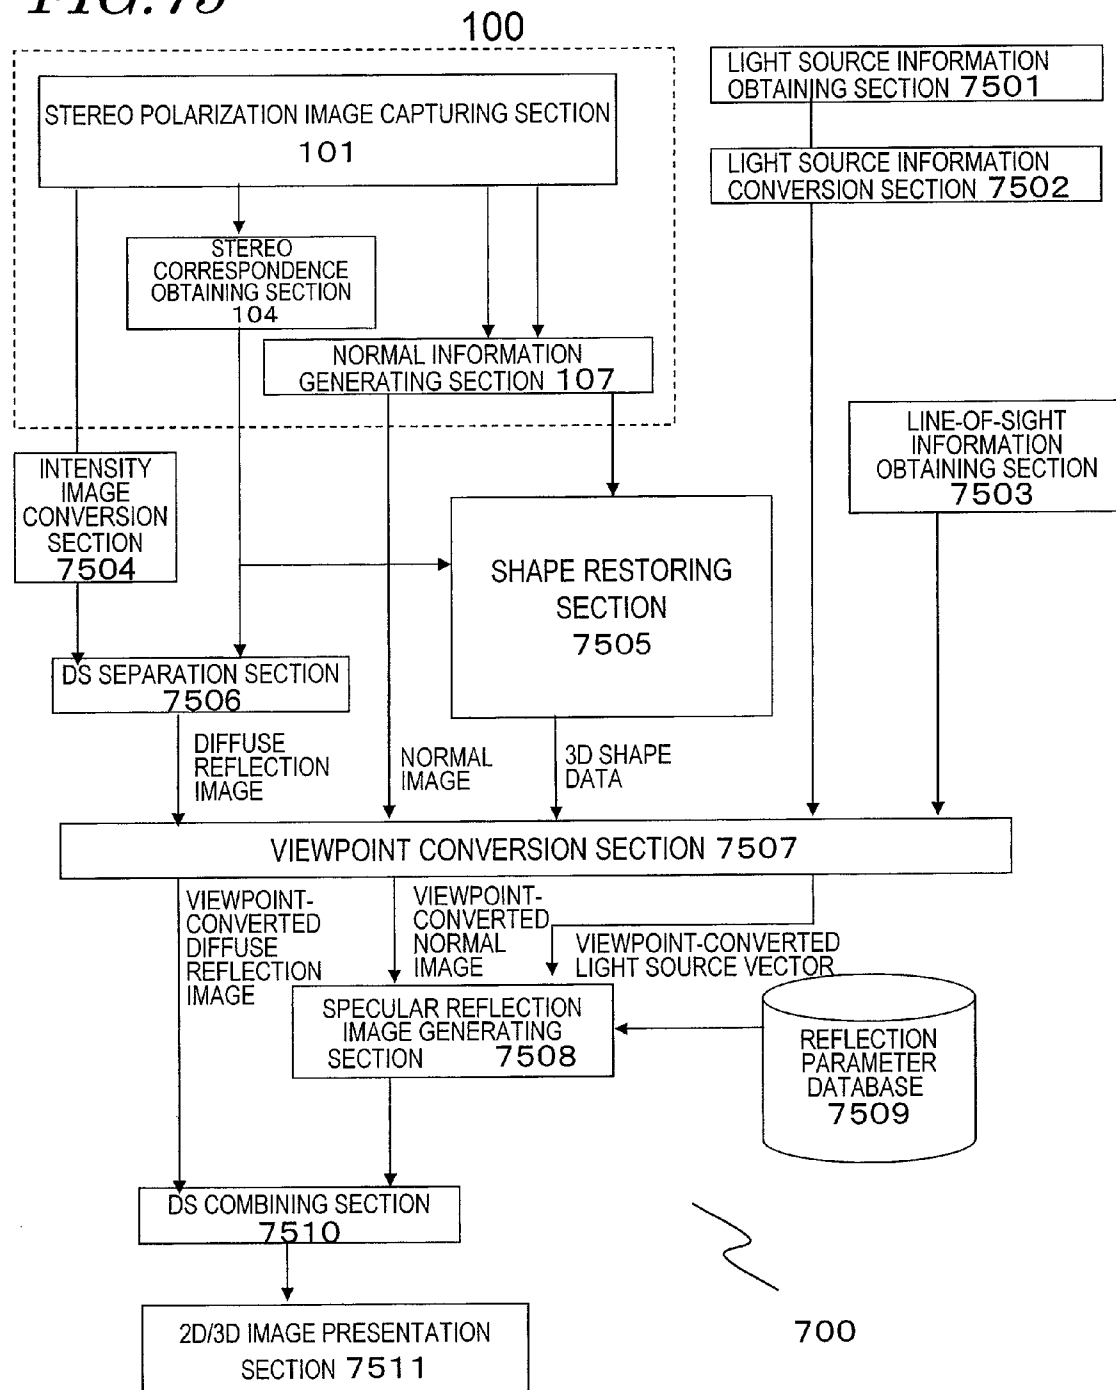 FIG. 75
100
STEREO POLARIZATION IMAGE CAPTURING SECTION
101
LIGHT SOURCE INFORMATION
OBTAINING SECTION 7501
LIGHT SOURCE INFORMATION
CONVERSION SECTION 7502
STEREO
CORRESPONDENCE
OBTAINING SECTION
104
NORMAL INFORMATION
GENERATING SECTION 107
LINE-OF-SIGHT
INFORMATION
OBTAINING SECTION
7503
INTENSITY
IMAGE
CONVERSION
SECTION
7504
SHAPE RESTORING
SECTION
7505
DS SEPARATION SECTION
7506
DIFFUSE
REFLECTION
IMAGE
NORMAL
IMAGE
3D SHAPE
DATA
VIEWPOINT CONVERSION SECTION 7507
VIEWPOINT-
CONVERTED
DIFFUSE
REFLECTION
IMAGE
VIEWPOINT-
CONVERTED
NORMAL
IMAGE
VIEWPOINT-CONVERTED
LIGHT SOURCE VECTOR
SPECULAR REFLECTION
IMAGE GENERATING
SECTION 7508
REFLECTION
PARAMETER
DATABASE
7509
DS COMBINING SECTION
7510
2D/3D IMAGE PRESENTATION
SECTION 7511
700